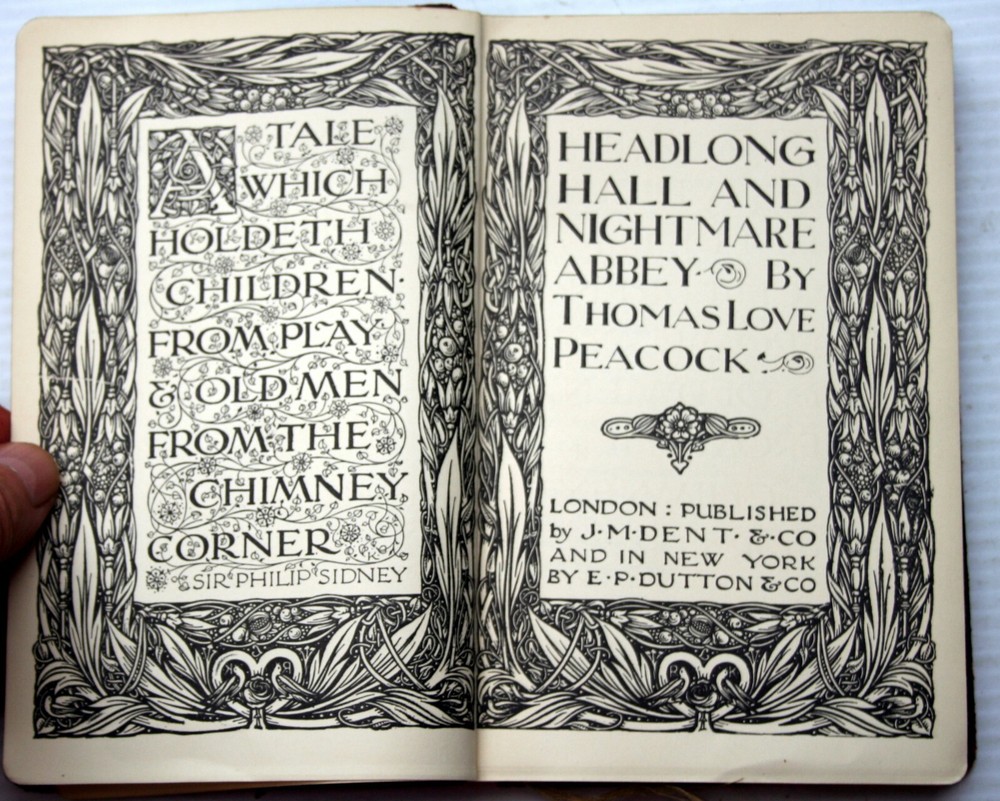 A TALE
WHICH
HOLDETH
CHILDREN·
FROM·PLAY
& OLD·MEN
FROM·THE
CHIMNEY
CORNER
SIR·PHILIP·SIDNEY
HEADLONG
HALL AND
NIGHTMARE
ABBEY BY
THOMAS LOVE
PEACOCK
LONDON : PUBLISHED
by J·M·DENT· &·CO
AND IN NEW YORK
BY E·P·DUTTON & CO